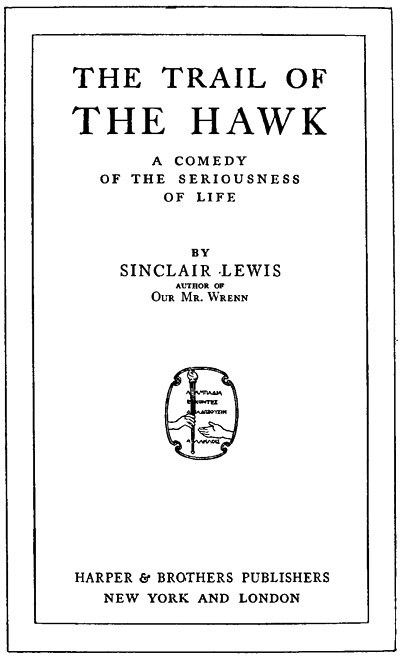 THE TRAIL OF
THE HAWK
A COMEDY
OF THE SERIOUSNESS
OF LIFE
BY
SINCLAIR LEWIS
AUTHOR OF
OUR MR. WRENN
HARPER & BROTHERS PUBLISHERS
NEW YORK AND LONDON